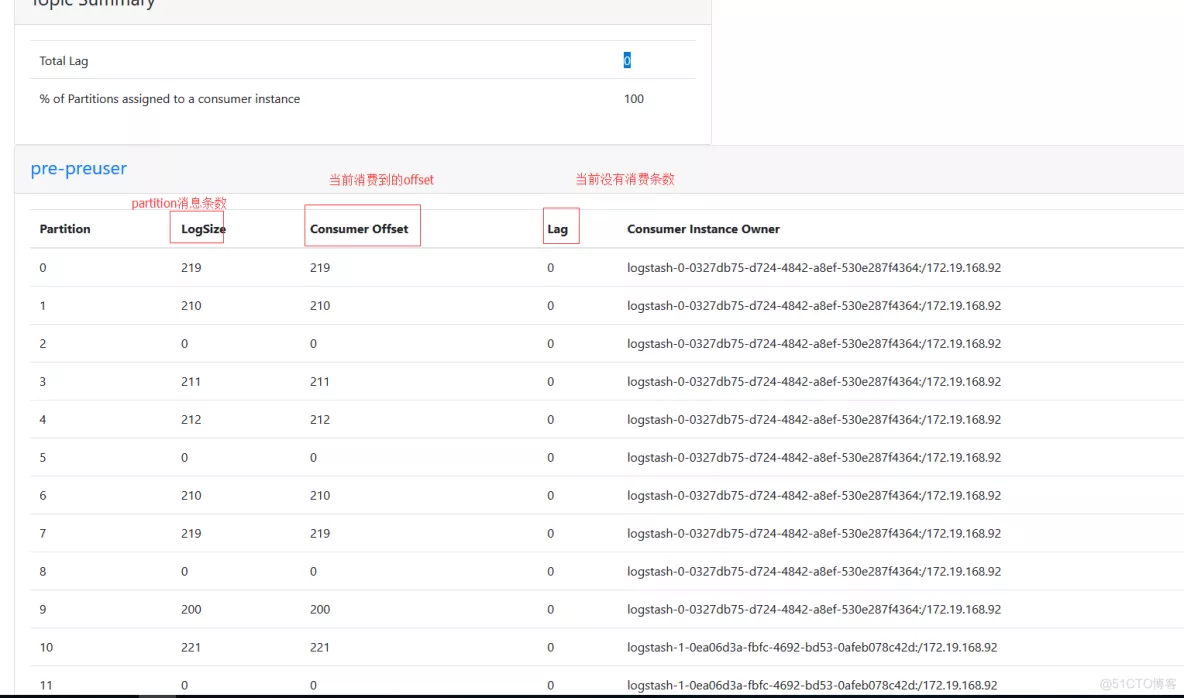 Topic Summary
Total Lag 0
% of Partitions assigned to a consumer instance 100
pre-preuser
当前消费到的offset 当前没有消费条数
partition消息条数
Partition LogSize Consumer Offset Lag Consumer Instance Owner
0 219 219 0 logstash-0-0327db75-d724-4842-a8ef-530e287f4364:/172.19.168.92
1 210 210 0 logstash-0-0327db75-d724-4842-a8ef-530e287f4364:/172.19.168.92
2 0 0 0 logstash-0-0327db75-d724-4842-a8ef-530e287f4364:/172.19.168.92
3 211 211 0 logstash-0-0327db75-d724-4842-a8ef-530e287f4364:/172.19.168.92
4 212 212 0 logstash-0-0327db75-d724-4842-a8ef-530e287f4364:/172.19.168.92
5 0 0 0 logstash-0-0327db75-d724-4842-a8ef-530e287f4364:/172.19.168.92
6 210 210 0 logstash-0-0327db75-d724-4842-a8ef-530e287f4364:/172.19.168.92
7 219 219 0 logstash-0-0327db75-d724-4842-a8ef-530e287f4364:/172.19.168.92
8 0 0 0 logstash-0-0327db75-d724-4842-a8ef-530e287f4364:/172.19.168.92
9 200 200 0 logstash-0-0327db75-d724-4842-a8ef-530e287f4364:/172.19.168.92
10 221 221 0 logstash-1-0ea06d3a-fbfc-4692-bd53-0afeb078c42d:/172.19.168.92
11 0 0 0 logstash-1-0ea06d3a-fbfc-4692-bd53-0afeb078c42d:/172.19.168.92
@51CTO博客